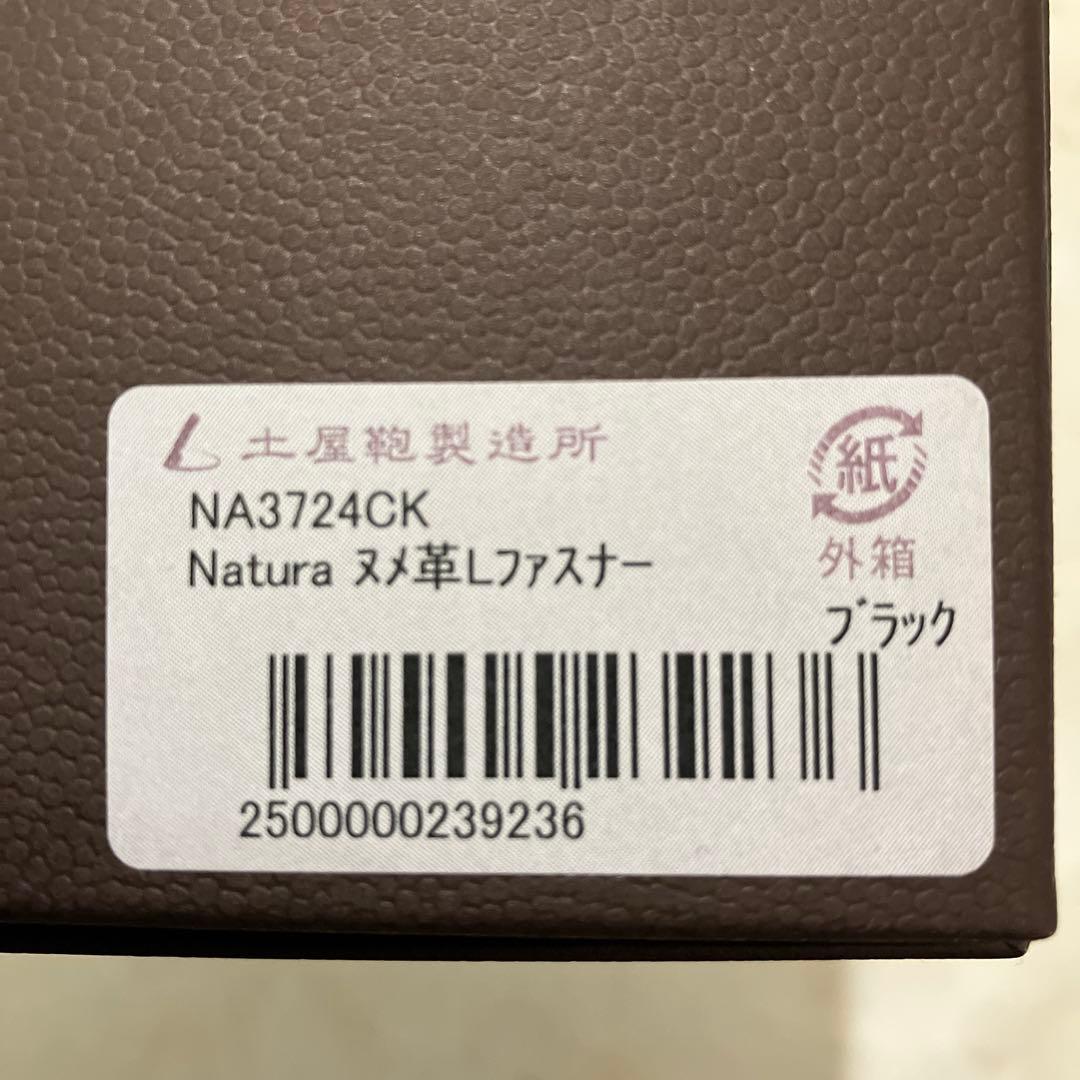 土屋鞄製造所
紙
外箱
NA3724CK
Natura ヌメ革Lファスナー
ブラック
2500000239236